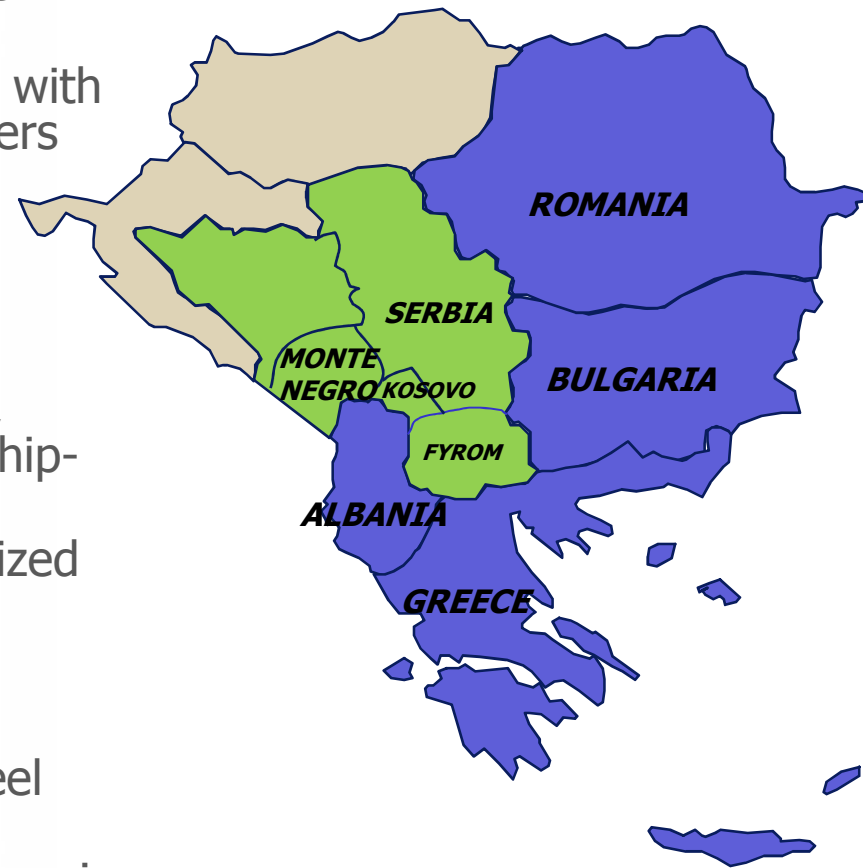 with
ers
hip-
ized
eel
ROMANIA
SERBIA
MONTE
NEGRO
KOSOVO
BULGARIA
FYROM
ALBANIA
GREECE